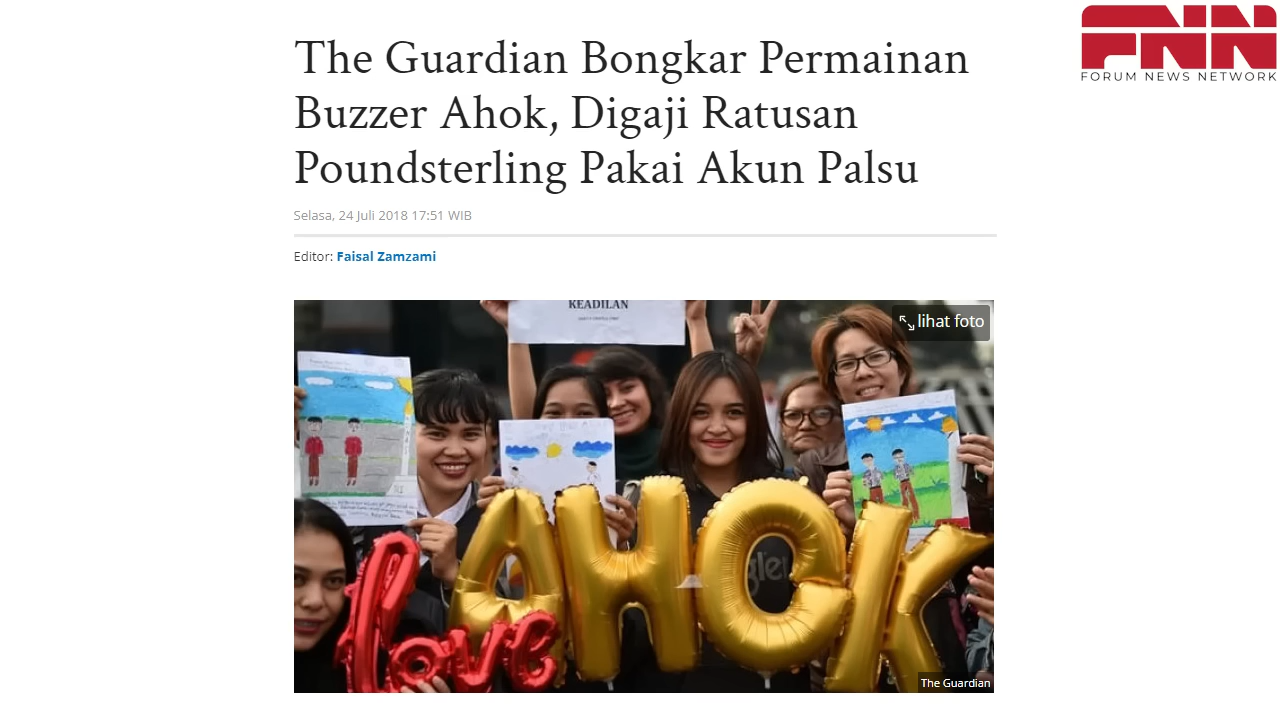 FNN
FORUM NEWS NETWORK
The Guardian Bongkar Permainan
Buzzer Ahok, Digaji Ratusan
Poundsterling Pakai Akun Palsu
Selasa, 24 Juli 2018 17:51 WIB
Editor: Faisal Zamzami
KEADILAN
lihat foto
love
AHOK
The Guardian